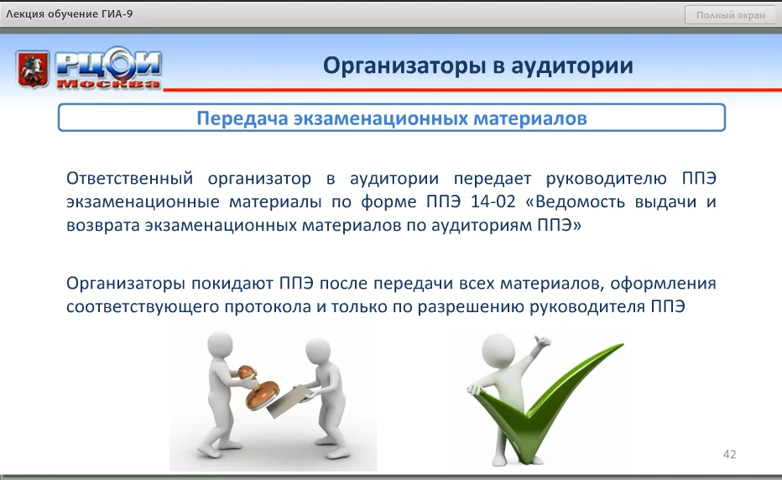 Лекция обучение ГИА-9
Полный экран
РЦОИ
Москва
Организаторы в аудитории
Передача экзаменационных материалов
Ответственный организатор в аудитории передает руководителю ППЭ
экзаменационные материалы по форме ППЭ 14-02 «Ведомость выдачи и
возврата экзаменационных материалов по аудиториям ППЭ»
Организаторы покидают ППЭ после передачи всех материалов, оформления
соответствующего протокола и только по разрешению руководителя ППЭ
42